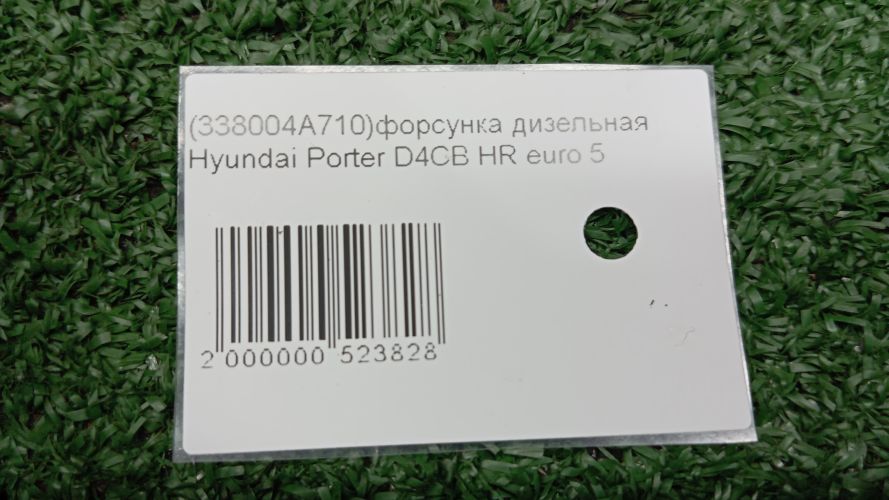 (338004A710)форсунка дизельная
Hyundai Porter D4CB HR euro 5
2 000000 523828